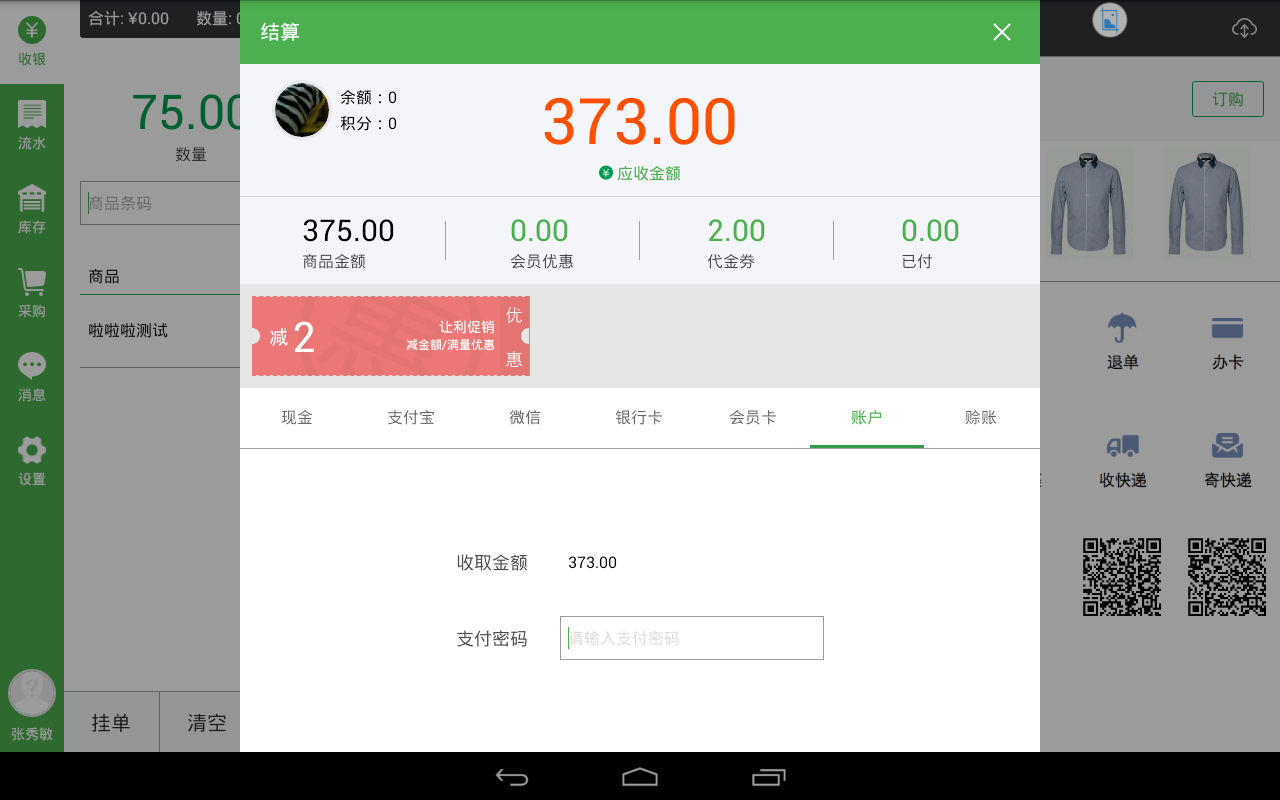 收银
流水
库存
采购
消息
设置
张秀敏
合计: ¥0.00 数量:
75.00
数量
商品条码
商品
啦啦啦测试
挂单
清空
结算
余额：0
积分：0
373.00
应收金额
375.00
商品金额
0.00
会员优惠
2.00
代金券
0.00
已付
减 2
让利促销
减金额/满量优惠
优
惠
现金 支付宝 微信 银行卡 会员卡 账户 赊账
收取金额 373.00
支付密码 请输入支付密码
订购
退单
办卡
收快递
寄快递